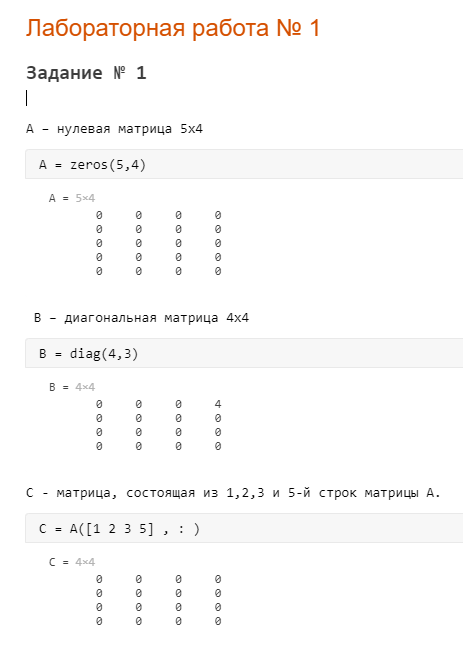 Лабораторная работа № 1
Задание № 1
А – нулевая матрица 5х4
A = zeros(5,4)
A = 5×4
0 0 0 0
0 0 0 0
0 0 0 0
0 0 0 0
0 0 0 0
В – диагональная матрица 4х4
B = diag(4,3)
B = 4×4
0 0 0 4
0 0 0 0
0 0 0 0
0 0 0 0
С - матрица, состоящая из 1,2,3 и 5-й строк матрицы А.
C = A([1 2 3 5] , : )
C = 4×4
0 0 0 0
0 0 0 0
0 0 0 0
0 0 0 0